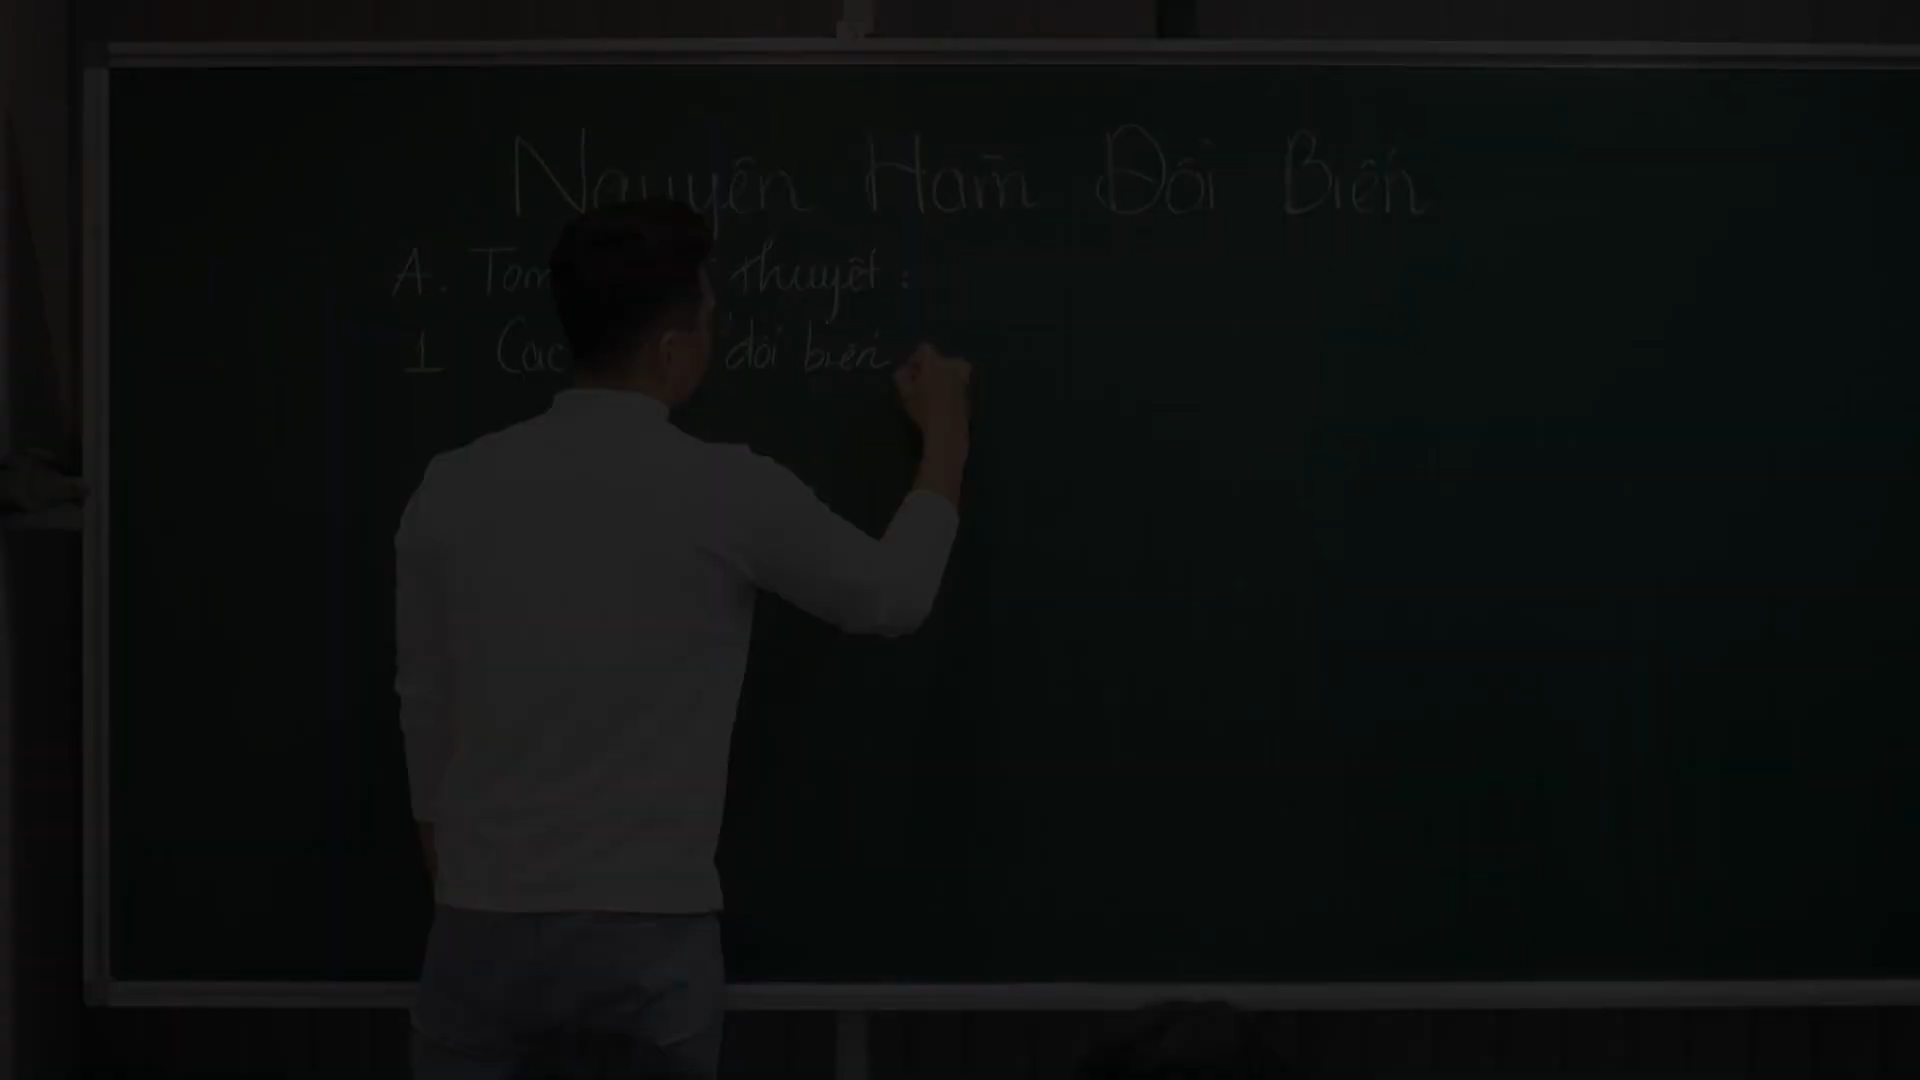 Nguyên Hàm Đổi Biến
A. Tóm thuyết :
1 Các đổi biến